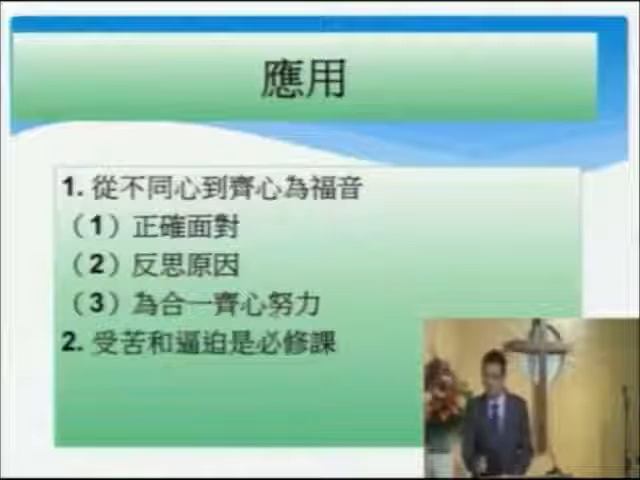 應用
1. 從不同心到齊心為福音
（1）正確面對
（2）反思原因
（3）為合一齊心努力
2. 受苦和逼迫是必修課